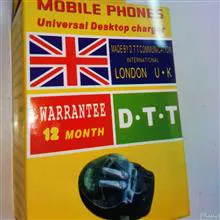 MOBILE PHONES
Universal Desktop charger
MADE BY D.T.T COMMUNICATION
INTERNATIONAL
LONDON U•K
WARRANTEE
12 MONTH
D•T•T